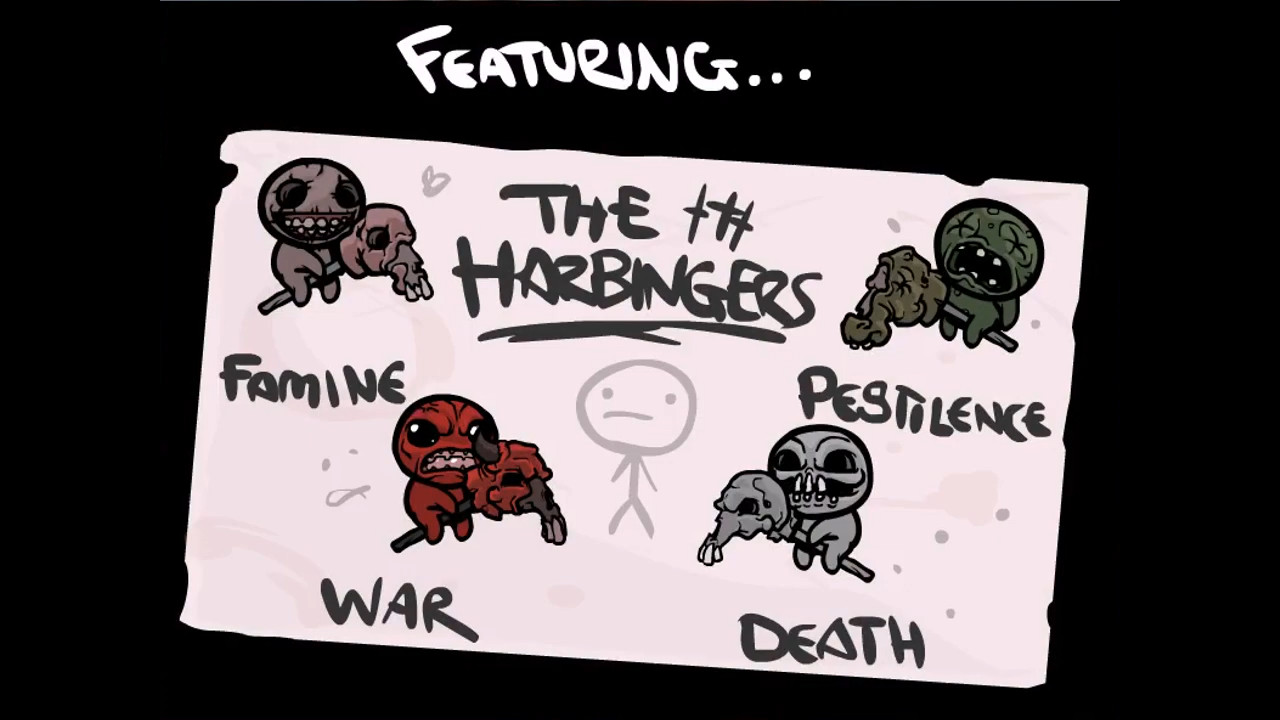 FEATURING...
THE
HARBINGERS
FAMINE
PESTILENCE
WAR
DEATH